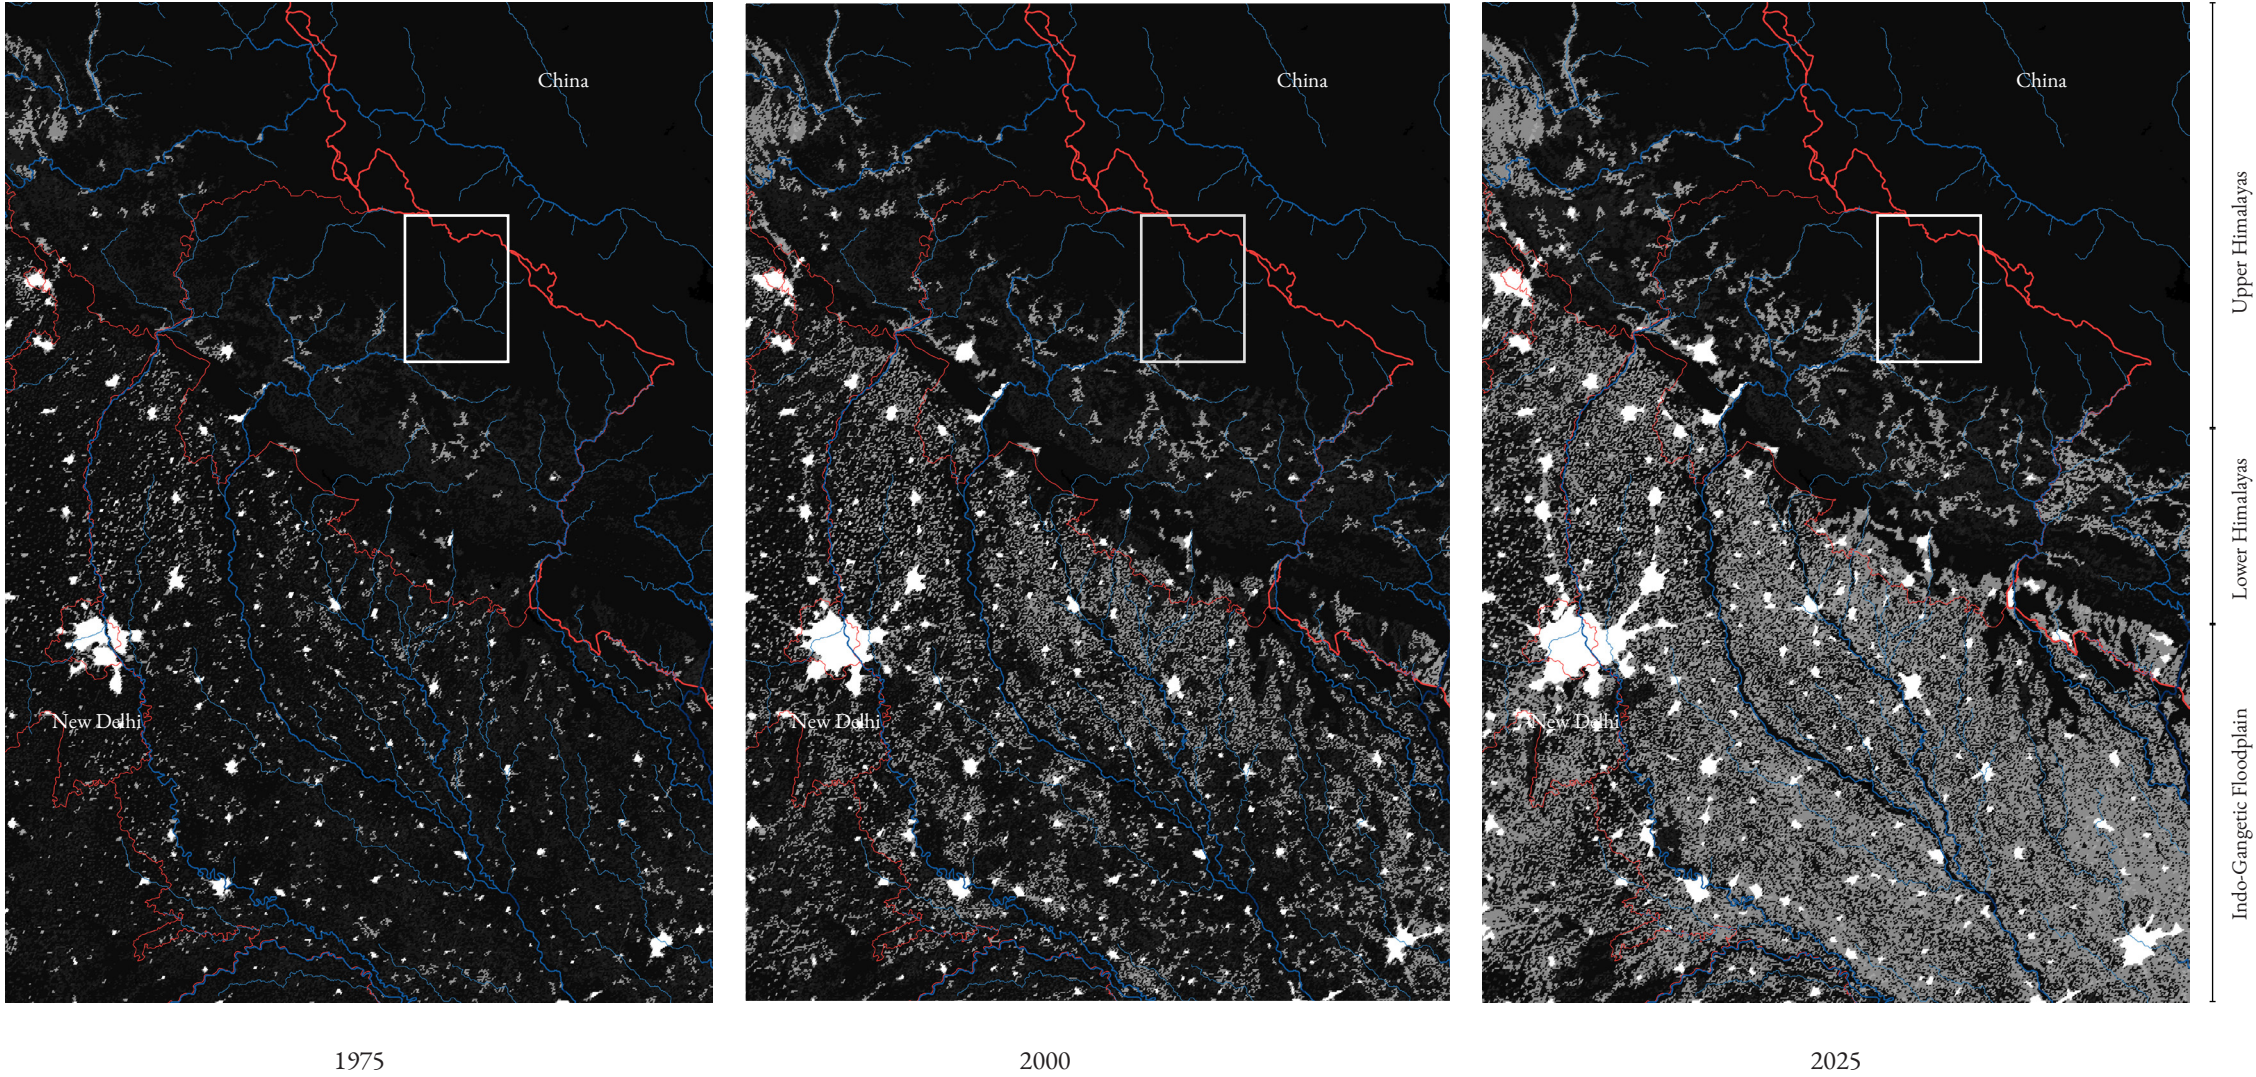 China
China
China
New Delhi
New Delhi
New Delhi
Upper Himalayas
Lower Himalayas
Indo-Gangetic Floodplain
1975
2000
2025